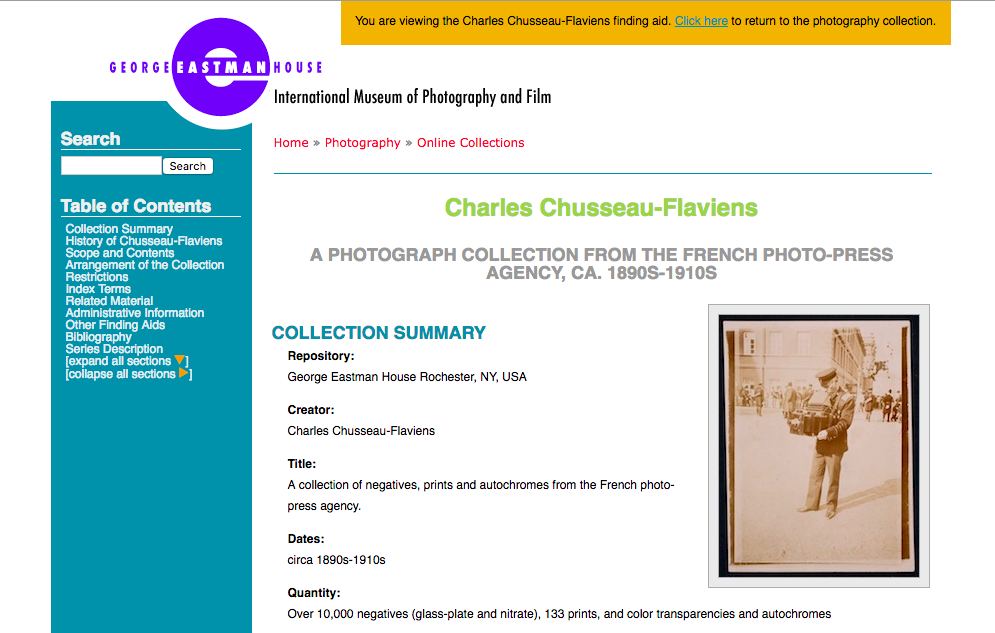 You are viewing the Charles Chusseau-Flaviens finding aid. Click here to return to the photography collection.
GEORGE EASTMAN HOUSE
International Museum of Photography and Film
Search
Search
Table of Contents
Collection Summary
History of Chusseau-Flaviens
Scope and Contents
Arrangement of the Collection
Restrictions
Index Terms
Related Material
Administrative Information
Other Finding Aids
Bibliography
Series Description
[expand all sections ▼]
[collapse all sections ▶]
Home » Photography » Online Collections
Charles Chusseau-Flaviens
A PHOTOGRAPH COLLECTION FROM THE FRENCH PHOTO-PRESS
AGENCY, CA. 1890S-1910S
COLLECTION SUMMARY
Repository:
George Eastman House Rochester, NY, USA
Creator:
Charles Chusseau-Flaviens
Title:
A collection of negatives, prints and autochromes from the French photo-
press agency.
Dates:
circa 1890s-1910s
Quantity:
Over 10,000 negatives (glass-plate and nitrate), 133 prints, and color transparencies and autochromes